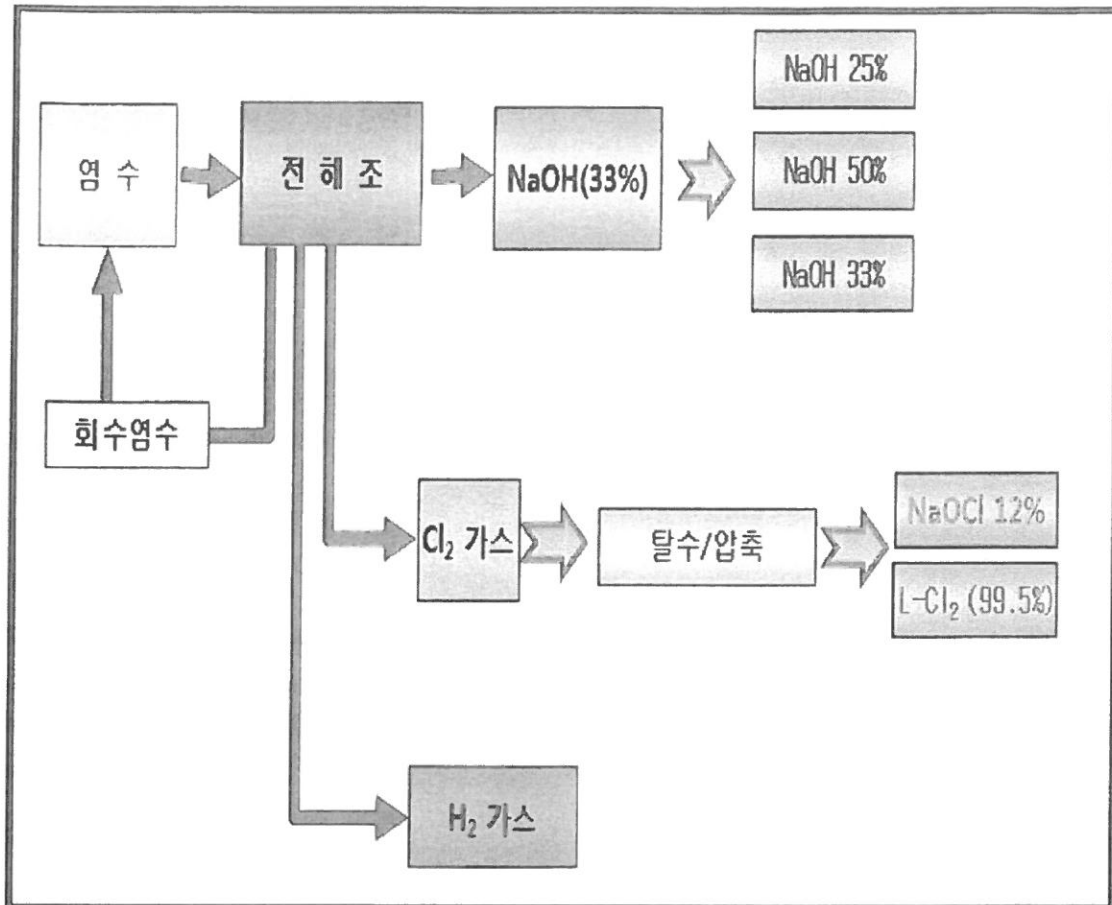 염 수
전 해 조
NaOH(33%)
NaOH 25%
NaOH 50%
NaOH 33%
회수염수
Cl₂ 가스
탈수/압축
NaOCl 12%
L-Cl₂ (99.5%)
H₂ 가스